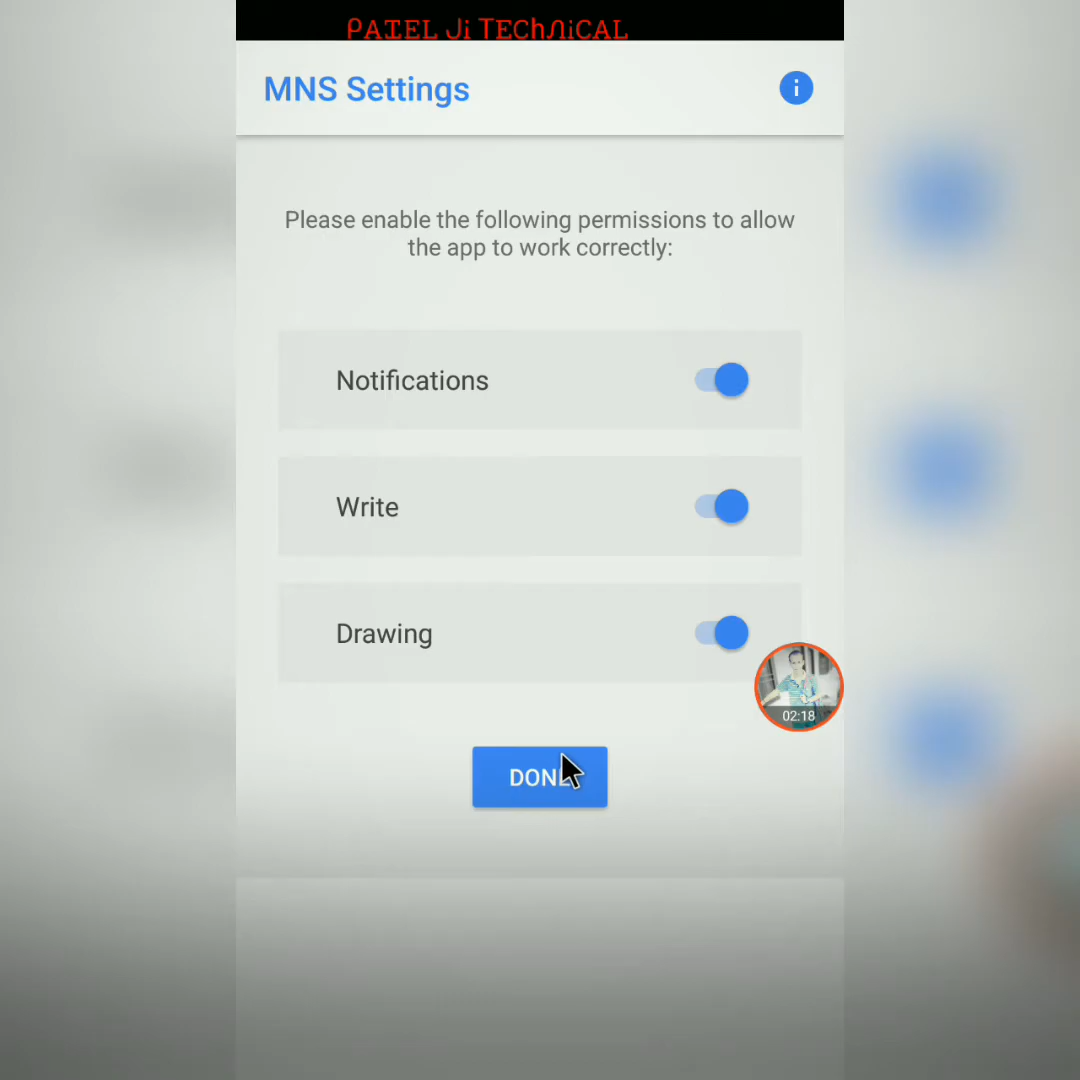 PATEL Ji TEChNiCAL
MNS Settings
Please enable the following permissions to allow
the app to work correctly:
Notifications
Write
Drawing
02:18
DONE